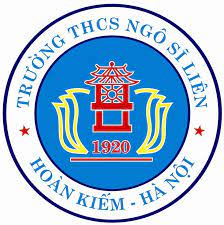 TRƯỜNG THCS NGÔ SĨ LIÊN
1920
HOÀN KIẾM - HÀ NỘI